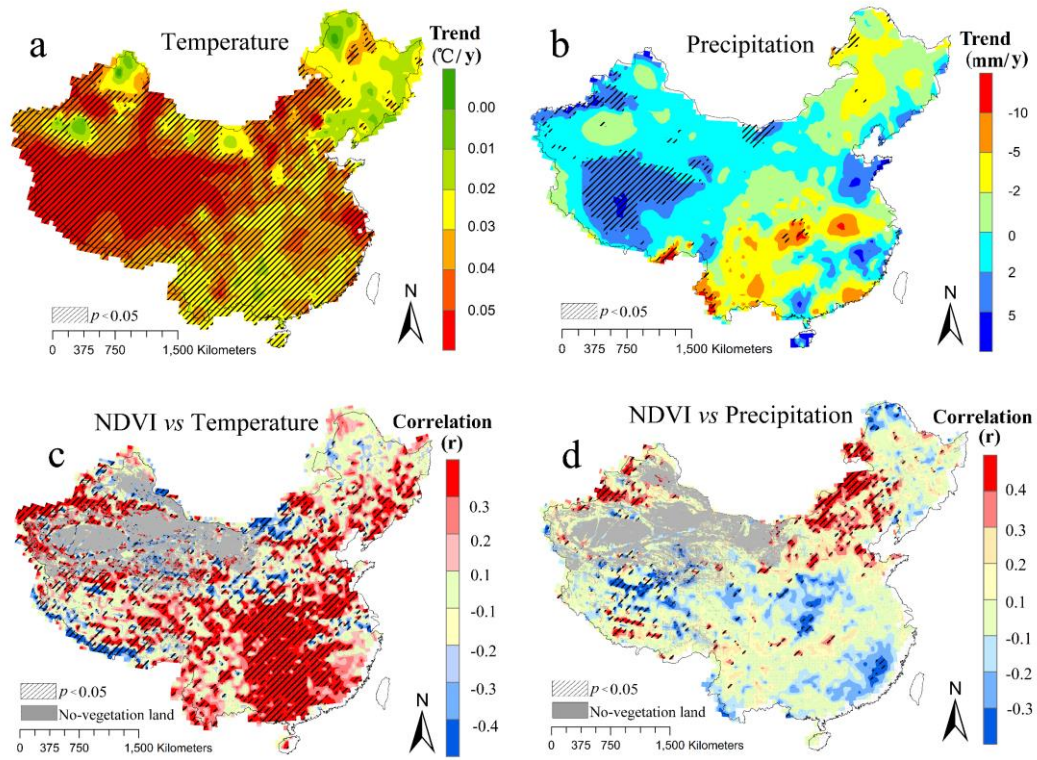 a
Temperature
Trend
(℃/ y)
0.00
0.01
0.02
0.03
0.04
0.05
p<0.05
0 375 750 1,500 Kilometers
N
b
Precipitation
Trend
(mm/y)
-10
-5
-2
0
2
5
p<0.05
0 375 750 1,500 Kilometers
N
c
NDVI vs Temperature
Correlation
(r)
0.3
0.2
0.1
-0.1
-0.2
-0.3
-0.4
p<0.05
No-vegetation land
0 375 750 1,500 Kilometers
N
d
NDVI vs Precipitation
Correlation
(r)
0.4
0.3
0.2
0.1
-0.1
-0.2
-0.3
p<0.05
No-vegetation land
0 375 750 1,500 Kilometers
N